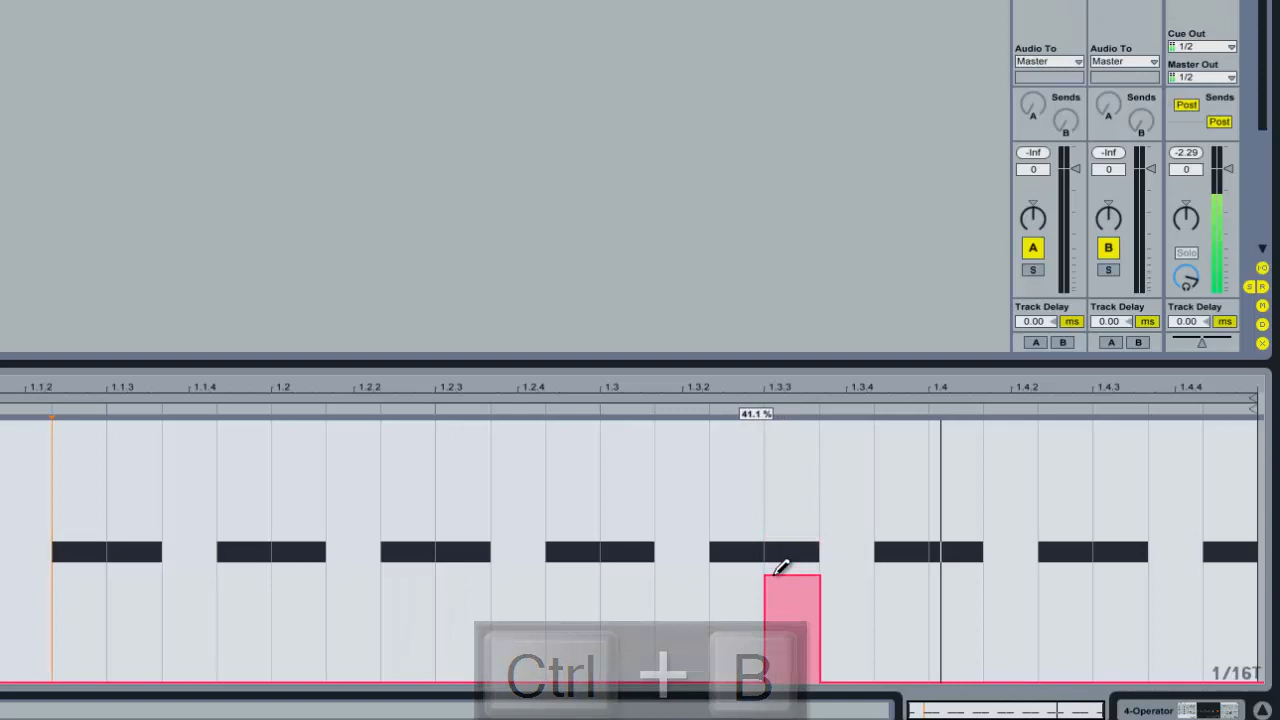 Cue Out
1/2
Audio To Audio To Master Out
Master Master 1/2
Sends Sends Post Sends
A B A B Post
-Inf -Inf -2.29
0 0 0
A B Solo
S S
I·O
S R
M
D
X
Track Delay Track Delay Track Delay
0.00 ms 0.00 ms 0.00 ms
A B A B
1.1.2 1.1.3 1.1.4 1.2 1.2.2 1.2.3 1.2.4 1.3 1.3.2 1.3.3 1.3.4 1.4 1.4.2 1.4.3 1.4.4
41.1 %
Ctrl + B
1/16T
4-Operator